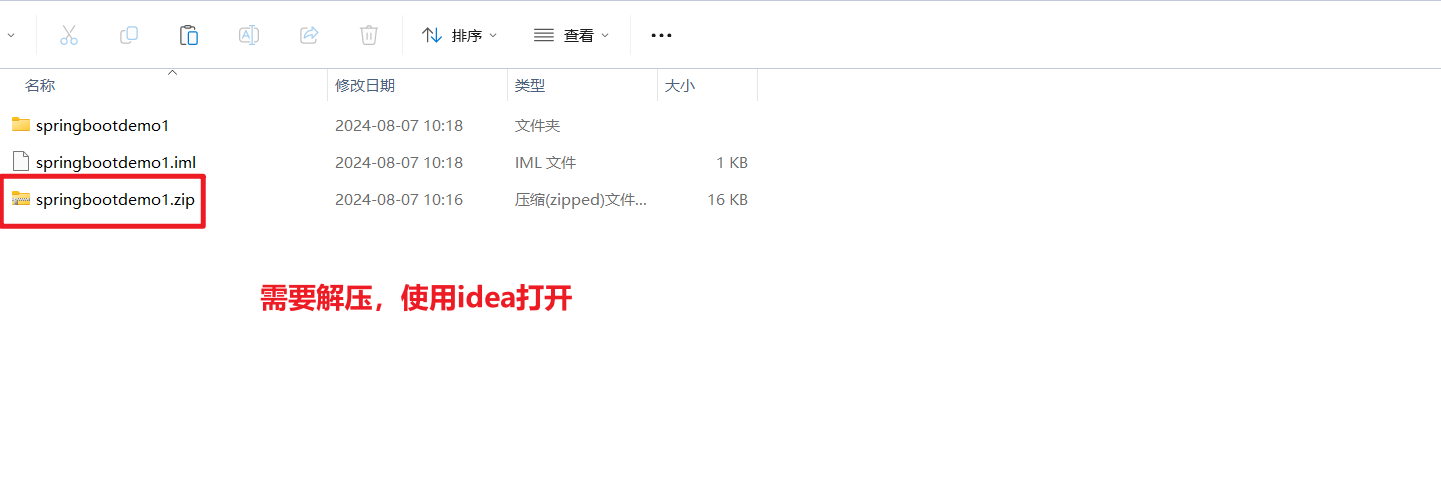 排序 查看
名称 修改日期 类型 大小
springbootdemo1 2024-08-07 10:18 文件夹
springbootdemo1.iml 2024-08-07 10:18 IML 文件 1 KB
springbootdemo1.zip 2024-08-07 10:16 压缩(zipped)文件... 16 KB
需要解压，使用idea打开